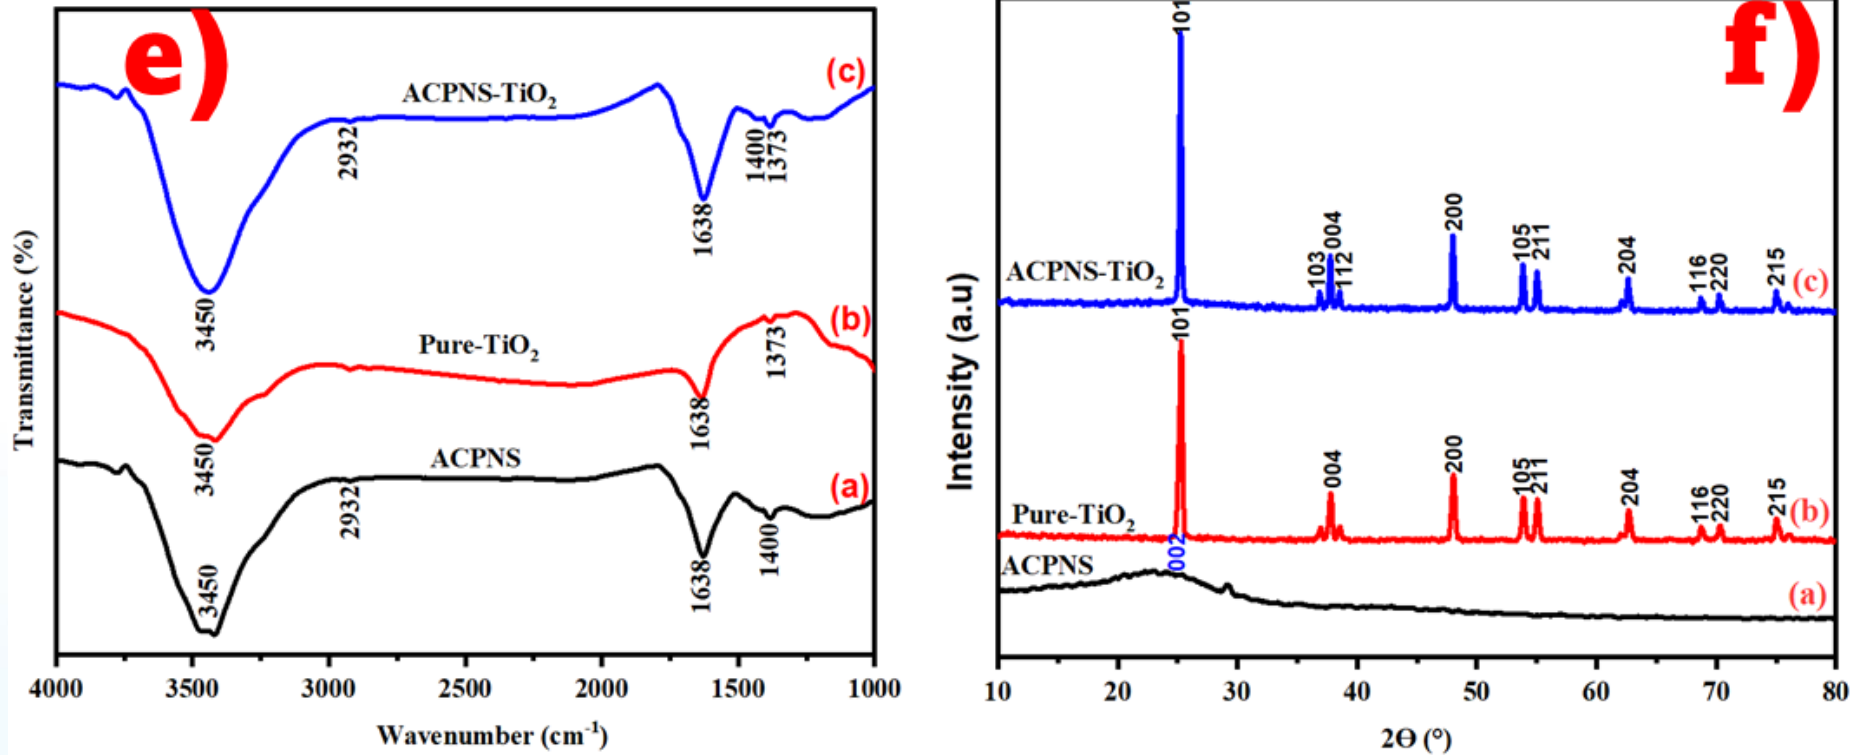 e)
(c)
ACPNS-TiO₂
2932
1400
1373
1638
3450
(b)
Pure-TiO₂
1373
1638
3450
ACPNS
(a)
2932
1400
1638
3450
Transmittance (%)
4000 3500 3000 2500 2000 1500 1000
Wavenumber (cm⁻¹)
f)
101
ACPNS-TiO₂
103
004
112
200
105
211
204
116
220
215
(c)
101
Pure-TiO₂
004
200
105
211
204
116
220
215
(b)
002
ACPNS
(a)
Intensity (a.u)
10 20 30 40 50 60 70 80
2Θ (°)